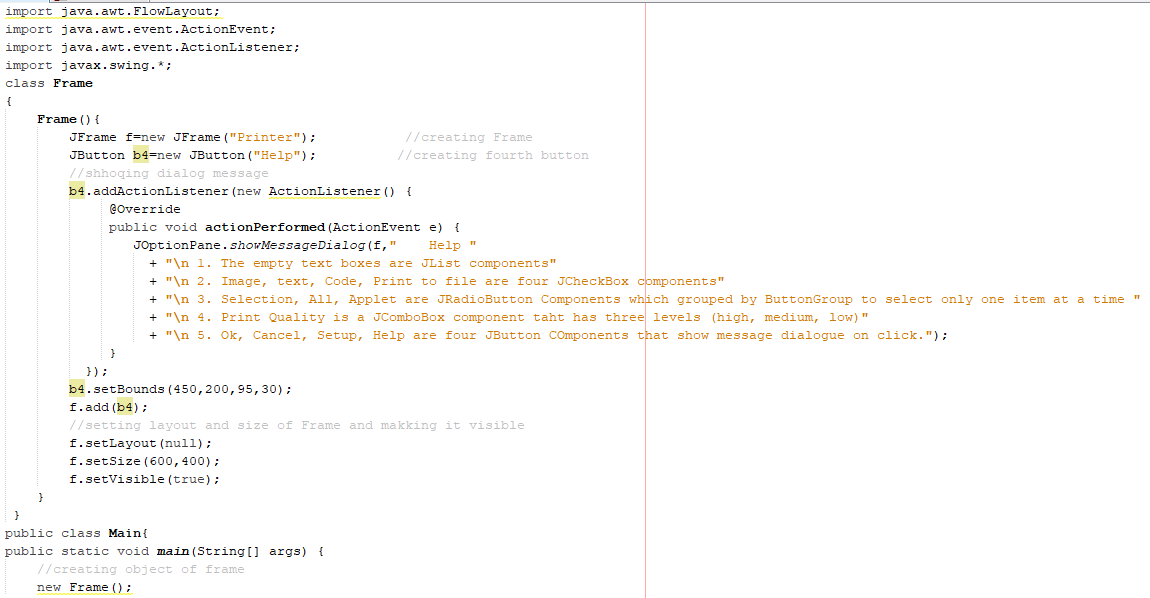 import java.awt.FlowLayout;
import java.awt.event.ActionEvent;
import java.awt.event.ActionListener;
import javax.swing.*;
class Frame
{
    Frame(){
        JFrame f=new JFrame("Printer");           //creating Frame
        JButton b4=new JButton("Help");          //creating fourth button
        //shhoqing dialog message
        b4.addActionListener(new ActionListener() {
             @Override
             public void actionPerformed(ActionEvent e) {
                JOptionPane.showMessageDialog(f,"    Help "
                  + "\n 1. The empty text boxes are JList components"
                  + "\n 2. Image, text, Code, Print to file are four JCheckBox components"
                  + "\n 3. Selection, All, Applet are JRadioButton Components which grouped by ButtonGroup to select only one item at a time "
                  + "\n 4. Print Quality is a JComboBox component taht has three levels (high, medium, low)"
                  + "\n 5. Ok, Cancel, Setup, Help are four JButton COmponents that show message dialogue on click.");
             }
          });
        b4.setBounds(450,200,95,30);
        f.add(b4);
        //setting layout and size of Frame and makking it visible
        f.setLayout(null);
        f.setSize(600,400);
        f.setVisible(true);
    }
 }
public class Main{
public static void main(String[] args) {
    //creating object of frame
    new Frame();